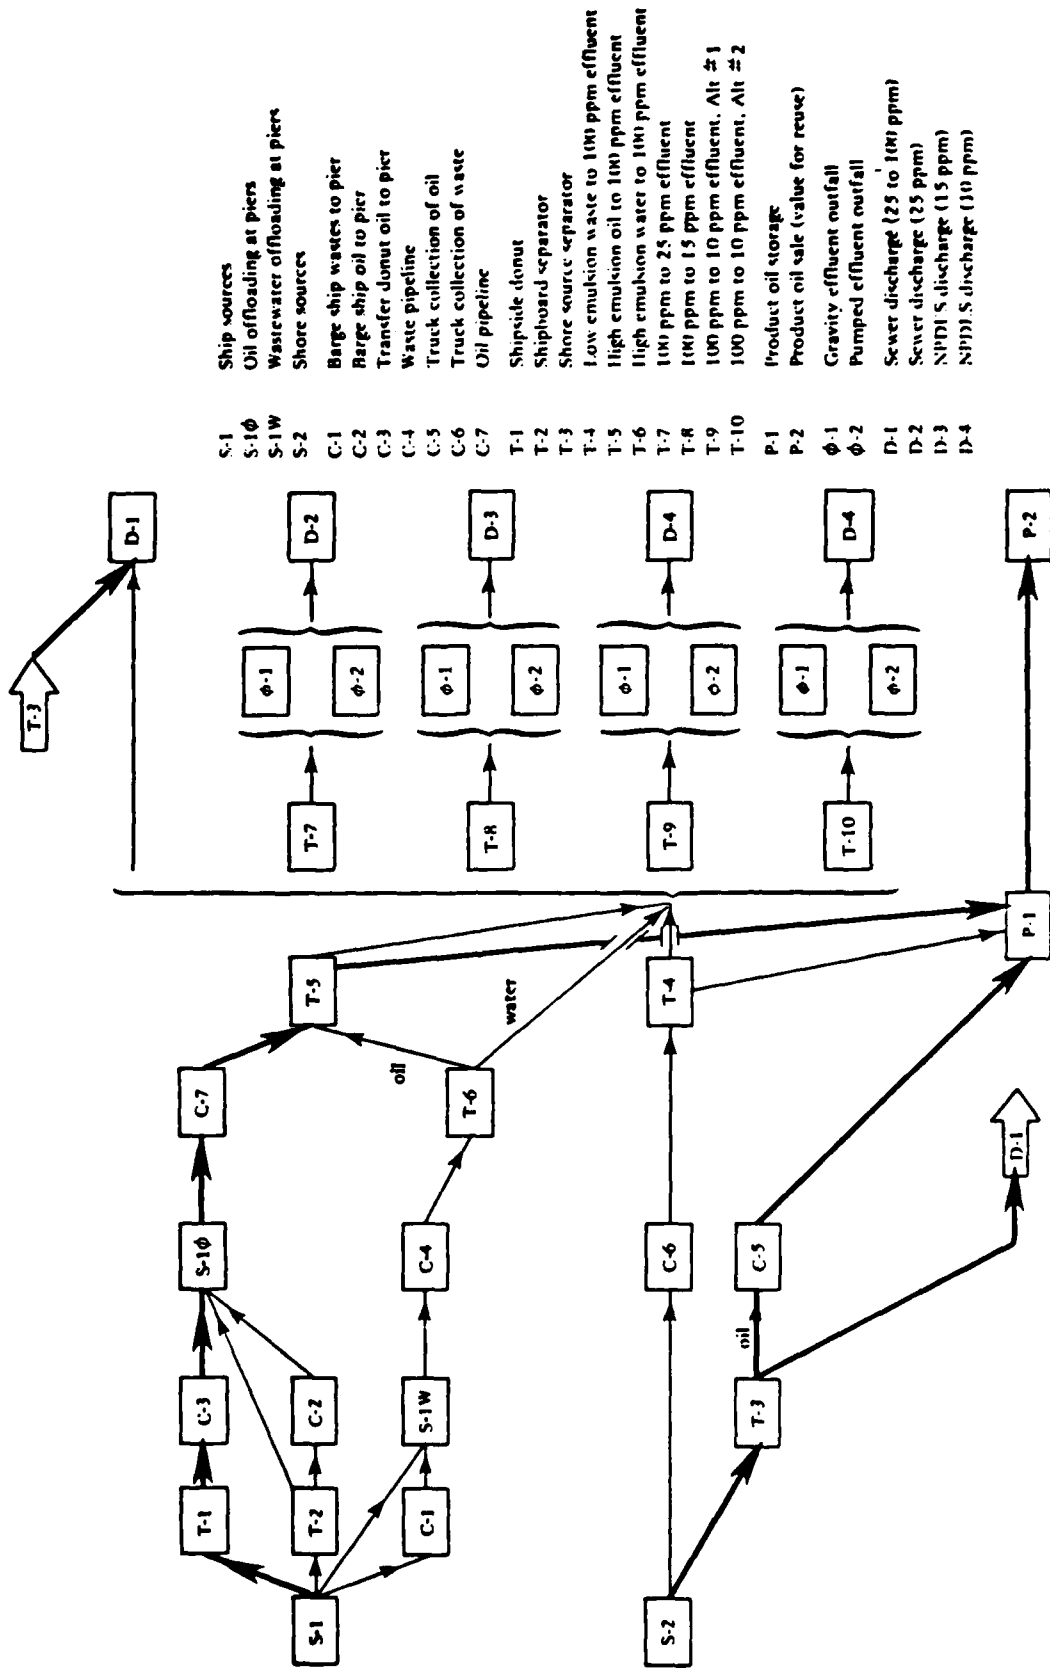 S-1
T-1
T-2
C-1
C-3
C-2
S-1W
S-1ϕ
C-4
C-7
T-6
oil
water
T-5
S-2
T-3
oil
C-6
C-5
D-1
T-4
P-1
T-3
D-1
T-7
ϕ-1
ϕ-2
D-2
T-8
ϕ-1
ϕ-2
D-3
T-9
ϕ-1
ϕ-2
D-4
T-10
ϕ-1
ϕ-2
D-4
P-2
S-1 Ship sources
S-1ϕ Oil offloading at piers
S-1W Wastewater offloading at piers
S-2 Shore sources
C-1 Barge ship wastes to pier
C-2 Barge ship oil to pier
C-3 Transfer donut oil to pier
C-4 Waste pipeline
C-5 Truck collection of oil
C-6 Truck collection of waste
C-7 Oil pipeline
T-1 Shipside donut
T-2 Shipboard separator
T-3 Shore source separator
T-4 Low emulsion waste to 100 ppm effluent
T-5 High emulsion oil to 100 ppm effluent
T-6 High emulsion water to 100 ppm effluent
T-7 100 ppm to 25 ppm effluent
T-8 100 ppm to 15 ppm effluent
T-9 100 ppm to 10 ppm effluent, Alt #1
T-10 100 ppm to 10 ppm effluent, Alt #2
P-1 Product oil storage
P-2 Product oil sale (value for reuse)
ϕ-1 Gravity effluent outfall
ϕ-2 Pumped effluent outfall
D-1 Sewer discharge (25 to 100 ppm)
D-2 Sewer discharge (25 ppm)
D-3 NPDES discharge (15 ppm)
D-4 NPDES discharge (10 ppm)